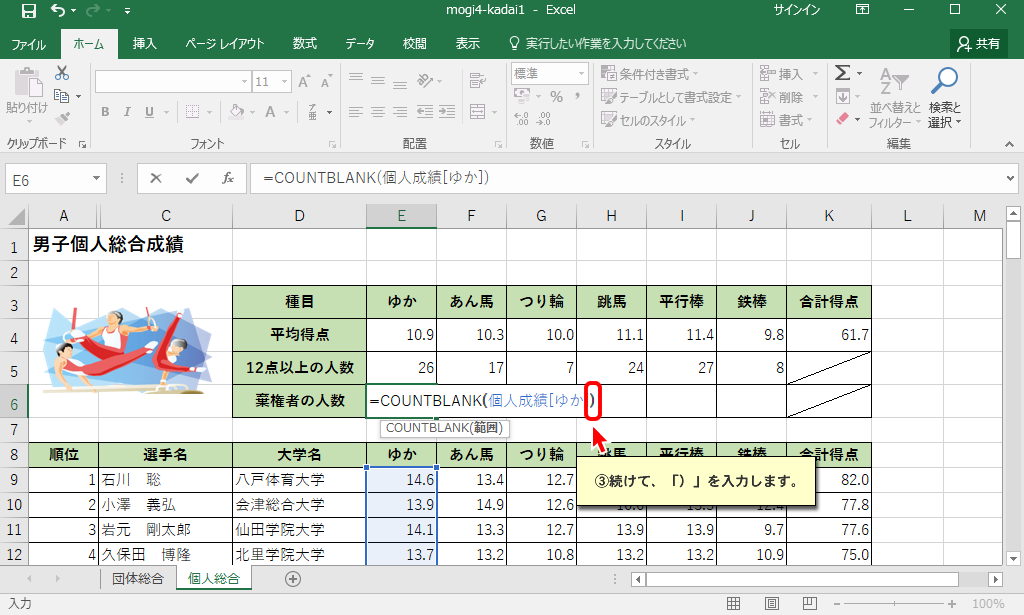 mogi4-kadai1 - Excel
サインイン
ファイル ホーム 挿入 ページ レイアウト 数式 データ 校閲 表示 実行したい作業を入力してください 共有
11 標準 条件付き書式 挿入
貼り付け テーブルとして書式設定 削除 並べ替えと 検索と
B I U A % , セルのスタイル 書式 フィルター 選択
クリップボード フォント 配置 数値 スタイル セル 編集
E6 fx =COUNTBLANK(個人成績[ゆか])
A C D E F G H I J K L M
1 男子個人総合成績
2
3 種目 ゆか あん馬 つり輪 跳馬 平行棒 鉄棒 合計得点
4 平均得点 10.9 10.3 10.0 11.1 11.4 9.8 61.7
5 12点以上の人数 26 17 7 24 27 8
6 棄権者の人数 =COUNTBLANK(個人成績[ゆか])
7 COUNTBLANK(範囲)
8 順位 選手名 大学名 ゆか あん馬 つり輪 跳馬 平行棒 鉄棒 合計得点
9 1 石川 聡 八戸体育大学 14.6 13.4 12.7 82.0
③続けて、「）」を入力します。
10 2 小澤 義弘 会津総合大学 13.9 14.9 12.6 77.8
11 3 岩元 剛太郎 仙田学院大学 14.1 13.3 12.7 13.9 13.9 9.7 77.6
12 4 久保田 博隆 北里学院大学 13.7 13.2 10.8 13.2 13.2 10.9 75.0
団体総合 個人総合
入力 100%